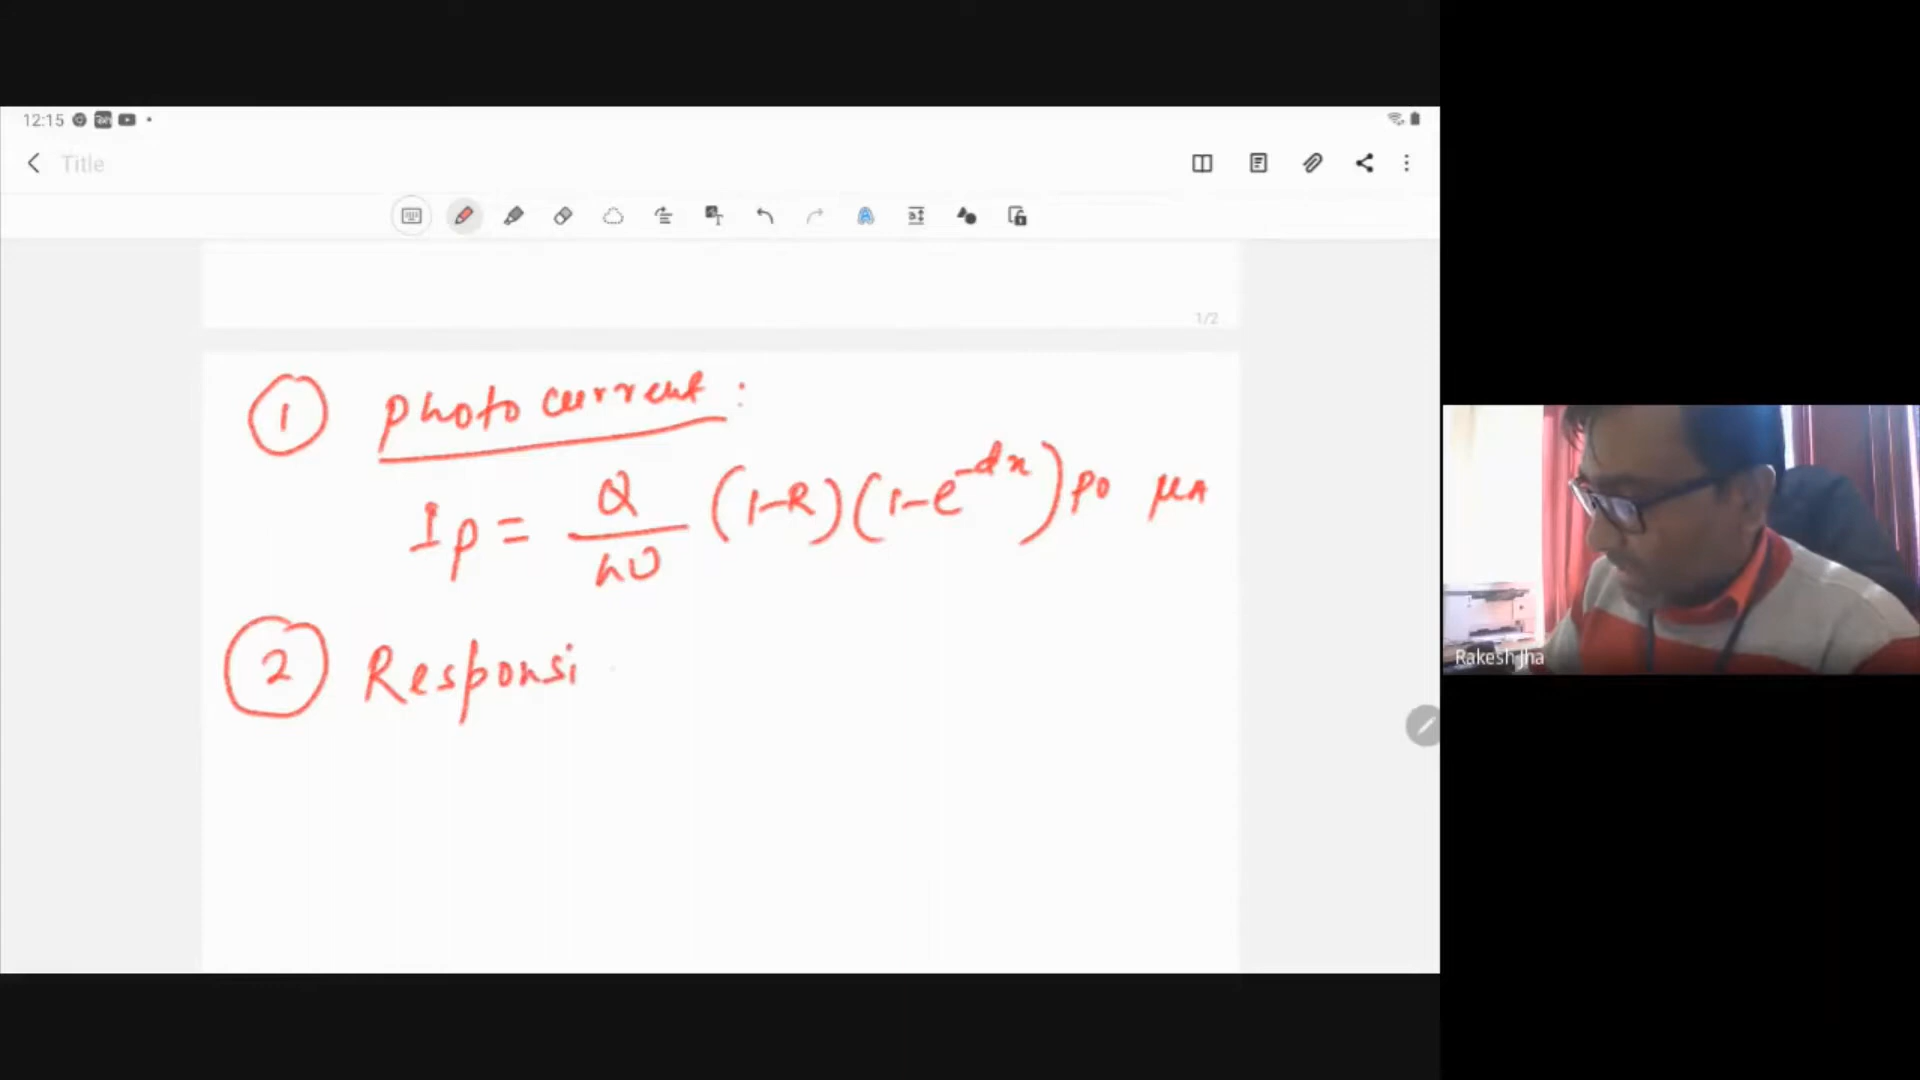 12:15
Title
1/2
① Photo current :
Ip = Q/hυ (1-R)(1-e^-αx) Po μA
② Responsi
Rakesh Jha